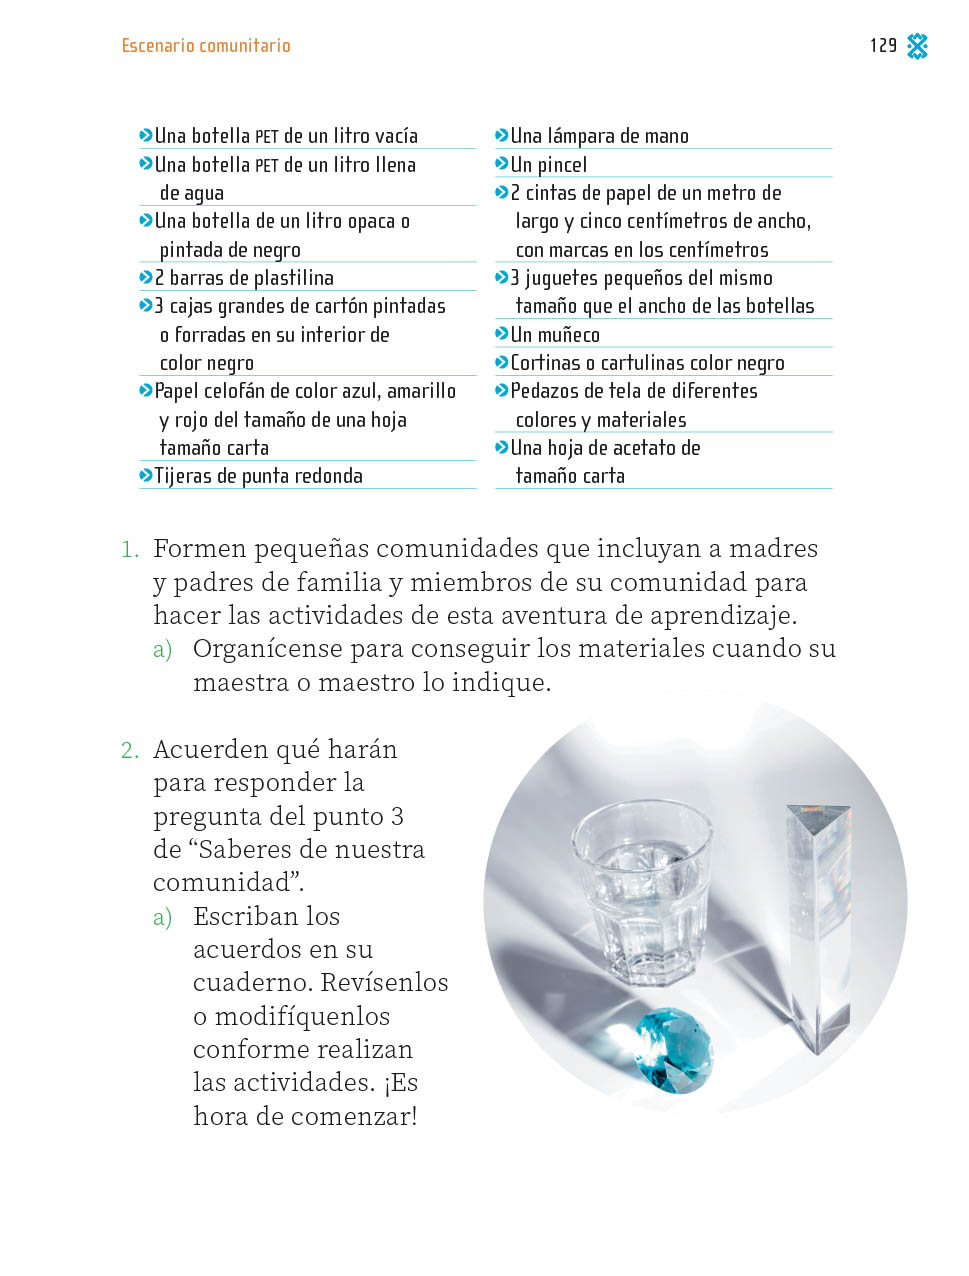 Escenario comunitario
129
Una botella PET de un litro vacía
Una botella PET de un litro llena
de agua
Una botella de un litro opaca o
pintada de negro
2 barras de plastilina
3 cajas grandes de cartón pintadas
o forradas en su interior de
color negro
Papel celofán de color azul, amarillo
y rojo del tamaño de una hoja
tamaño carta
Tijeras de punta redonda
Una lámpara de mano
Un pincel
2 cintas de papel de un metro de
largo y cinco centímetros de ancho,
con marcas en los centímetros
3 juguetes pequeños del mismo
tamaño que el ancho de las botellas
Un muñeco
Cortinas o cartulinas color negro
Pedazos de tela de diferentes
colores y materiales
Una hoja de acetato de
tamaño carta
1. Formen pequeñas comunidades que incluyan a madres
y padres de familia y miembros de su comunidad para
hacer las actividades de esta aventura de aprendizaje.
a) Organícense para conseguir los materiales cuando su
maestra o maestro lo indique.
2. Acuerden qué harán
para responder la
pregunta del punto 3
de “Saberes de nuestra
comunidad”.
a) Escriban los
acuerdos en su
cuaderno. Revísenlos
o modifíquenlos
conforme realizan
las actividades. ¡Es
hora de comenzar!